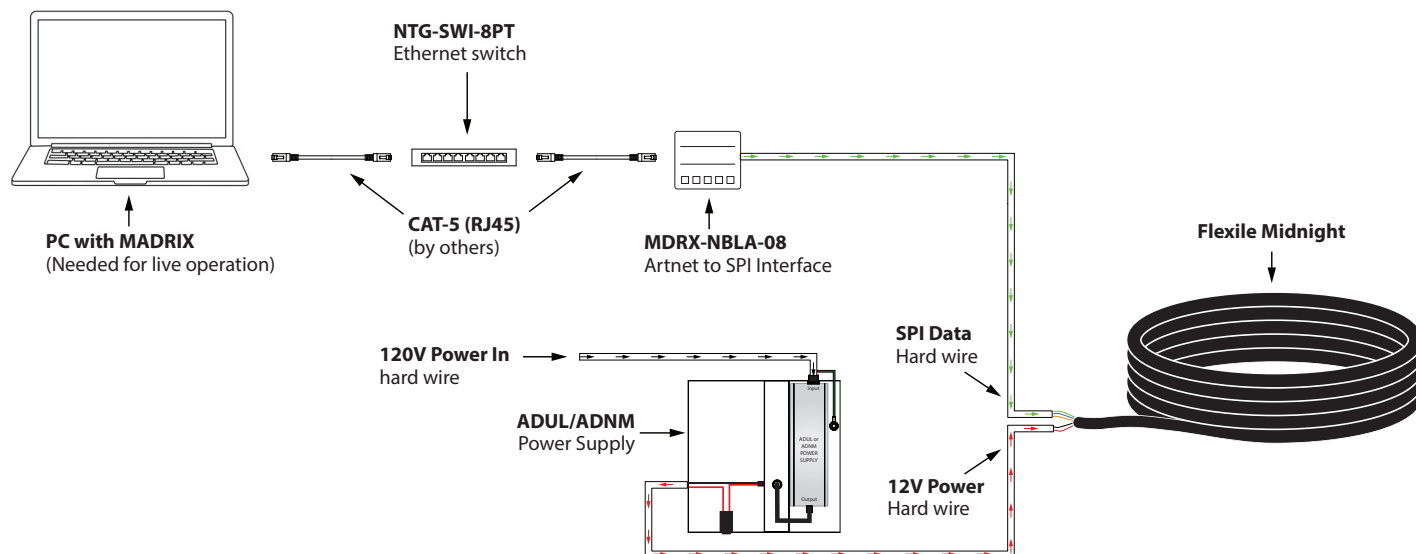 NTG-SWI-8PT
Ethernet switch
PC with MADRIX
(Needed for live operation)
CAT-5 (RJ45)
(by others)
MDRX-NBLA-08
Artnet to SPI Interface
Flexile Midnight
SPI Data
Hard wire
120V Power In
hard wire
Input
ADUL/ADNM
Power Supply
ADUL or
ADNM
POWER
SUPPLY
Output
12V Power
Hard wire